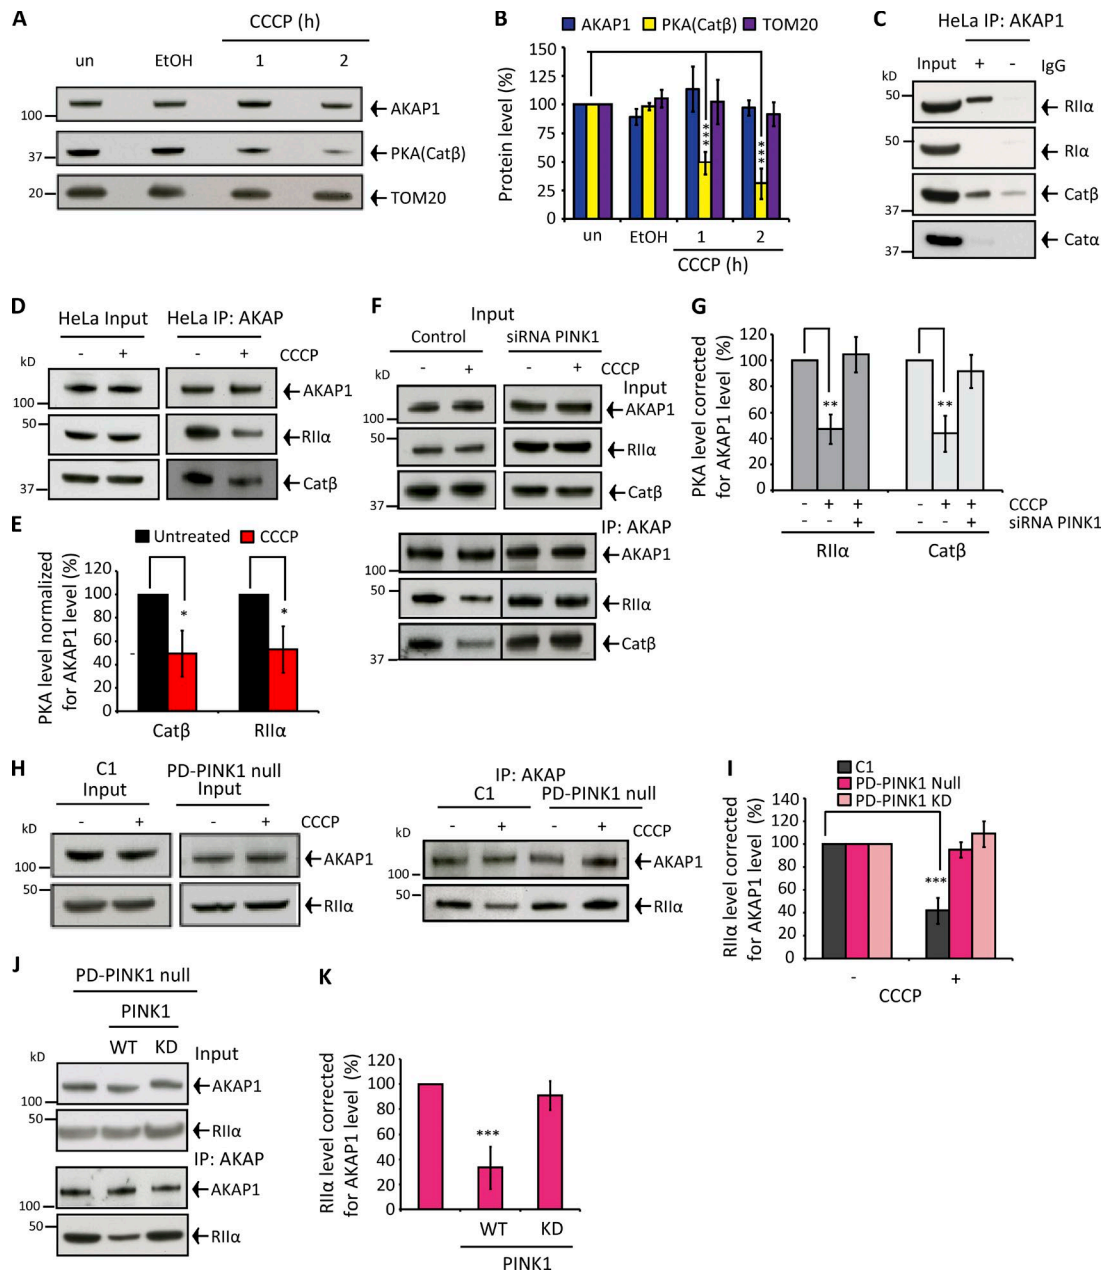 A
CCCP (h)
un EtOH 1 2
100 AKAP1
37 PKA(Catβ)
20 TOM20
B
AKAP1 PKA(Catβ) TOM20
Protein level (%)
150
125
100
75
50
25
0
***
***
un EtOH 1 2
CCCP (h)
C
HeLa IP: AKAP1
kD Input + - IgG
50 RIIα
RIα
Catβ
37
Catα
37
D
HeLa Input HeLa IP: AKAP
kD - + - + CCCP
AKAP1
100
50
RIIα
Catβ
37
E
Untreated CCCP
PKA level normalized
for AKAP1 level (%)
120
100
80
60
40
20
0
* *
Catβ RIIα
F
Input
Control siRNA PINK1
kD - + - + CCCP
Input
AKAP1
100
50
RIIα
Catβ
37
IP: AKAP
AKAP1
100
50
RIIα
Catβ
37
G
PKA level corrected
for AKAP1 level (%)
120
100
80
60
40
20
0
** **
- + + - + + CCCP
- - + - - + siRNA PINK1
RIIα Catβ
H
C1 PD-PINK1 null
Input Input
kD - + - + CCCP
AKAP1
100
50
RIIα
IP: AKAP
C1 PD-PINK1 null
kD - + - + CCCP
AKAP1
100
50
RIIα
I
C1
PD-PINK1 Null
PD-PINK1 KD
RIIα level corrected
for AKAP1 level (%)
140
120
100
80
60
40
20
0
***
- +
CCCP
J
PD-PINK1 null
PINK1
kD WT KD Input
AKAP1
100
50
RIIα
IP: AKAP
AKAP1
100
50
RIIα
K
RIIα level corrected
for AKAP1 level (%)
120
100
80
60
40
20
0
***
WT KD
PINK1